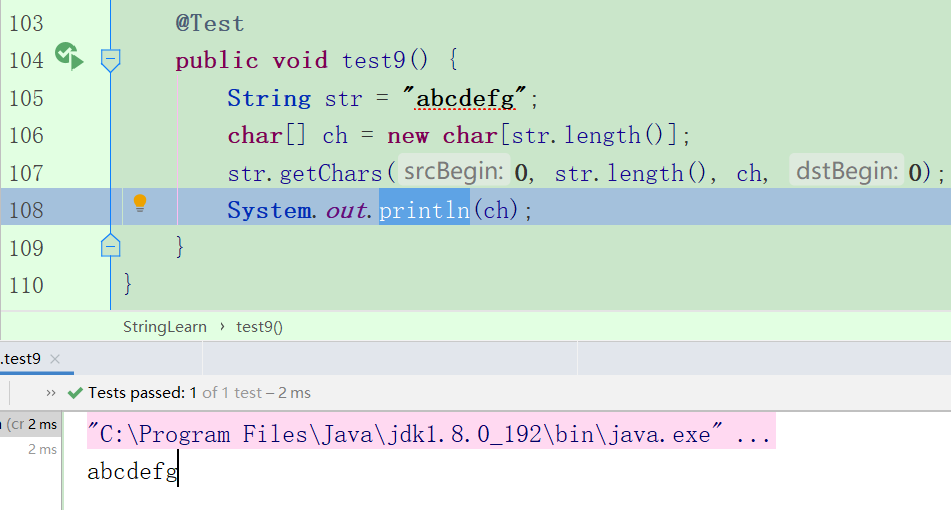 103 @Test
104 public void test9() {
105 String str = "abcdefg";
106 char[] ch = new char[str.length()];
107 str.getChars( srcBegin: 0, str.length(), ch, dstBegin: 0);
108 System.out.println(ch);
109 }
110 }
StringLearn › test9()
.test9 ×
›› Tests passed: 1 of 1 test – 2 ms
(cr 2 ms
"C:\Program Files\Java\jdk1.8.0_192\bin\java.exe" ...
2 ms
abcdefg